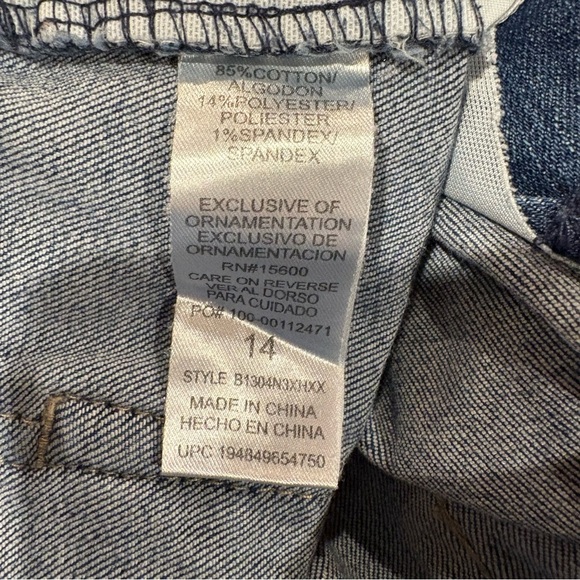 85%COTTON/
ALGODON
14%POLYESTER/
POLIESTER
1%SPANDEX/
SPANDEX
EXCLUSIVE OF
ORNAMENTATION
EXCLUSIVO DE
ORNAMENTACION
RN#15600
CARE ON REVERSE
VER AL DORSO
PARA CUIDADO
PO# 100-00112471
14
STYLE B1304N3XHXX
MADE IN CHINA
HECHO EN CHINA
UPC 194849654750